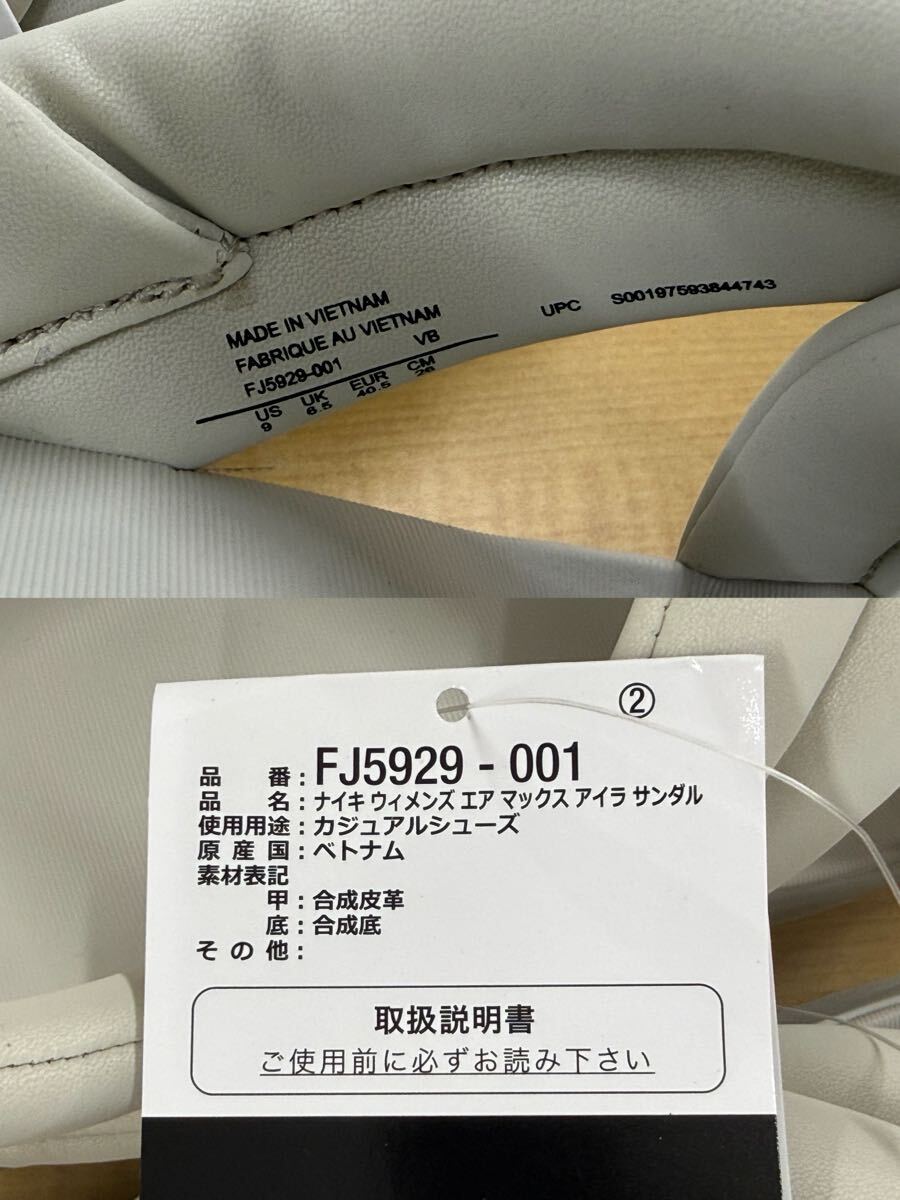 MADE IN VIETNAM
FABRIQUE AU VIETNAM
FJ5929-001 VB
US UK EUR CM
9 6.5 40.5 26
UPC S00197593844743
②
品番：FJ5929 - 001
品名：ナイキ ウィメンズ エア マックス アイラ サンダル
使用用途：カジュアルシューズ
原産国：ベトナム
素材表記
甲：合成皮革
底：合成底
その他：
取扱説明書
ご使用前に必ずお読み下さい